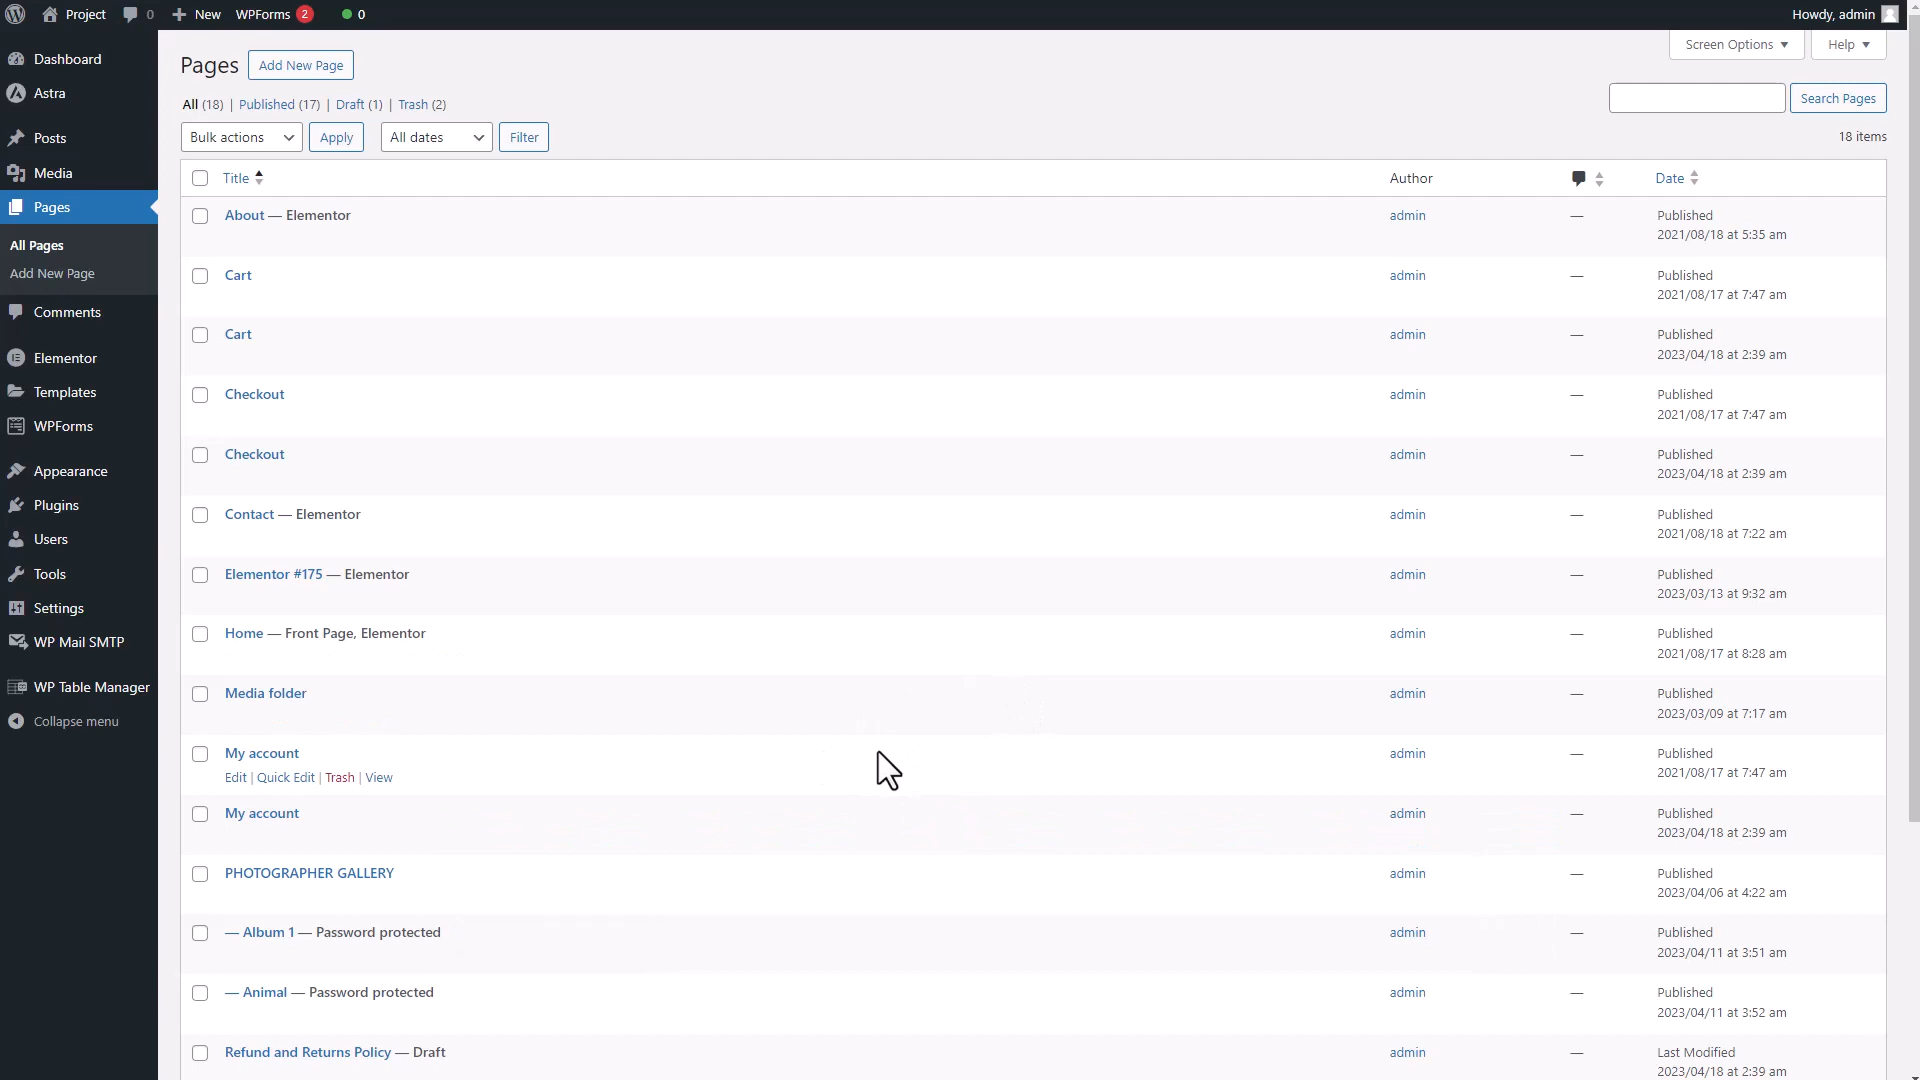 Project 0 New WPForms 2 0 Howdy, admin
Dashboard
Astra
Posts
Media
Pages
All Pages
Add New Page
Comments
Elementor
Templates
WPForms
Appearance
Plugins
Users
Tools
Settings
WP Mail SMTP
WP Table Manager
Collapse menu
Screen Options Help
Pages Add New Page
All (18) | Published (17) | Draft (1) | Trash (2)
Search Pages
Bulk actions Apply All dates Filter 18 items
Title Author Date
About — Elementor admin — Published
2021/08/18 at 5:35 am
Cart admin — Published
2021/08/17 at 7:47 am
Cart admin — Published
2023/04/18 at 2:39 am
Checkout admin — Published
2021/08/17 at 7:47 am
Checkout admin — Published
2023/04/18 at 2:39 am
Contact — Elementor admin — Published
2021/08/18 at 7:22 am
Elementor #175 — Elementor admin — Published
2023/03/13 at 9:32 am
Home — Front Page, Elementor admin — Published
2021/08/17 at 8:28 am
Media folder admin — Published
2023/03/09 at 7:17 am
My account admin — Published
Edit | Quick Edit | Trash | View 2021/08/17 at 7:47 am
My account admin — Published
2023/04/18 at 2:39 am
PHOTOGRAPHER GALLERY admin — Published
2023/04/06 at 4:22 am
— Album 1 — Password protected admin — Published
2023/04/11 at 3:51 am
— Animal — Password protected admin — Published
2023/04/11 at 3:52 am
Refund and Returns Policy — Draft admin — Last Modified
2023/04/18 at 2:39 am